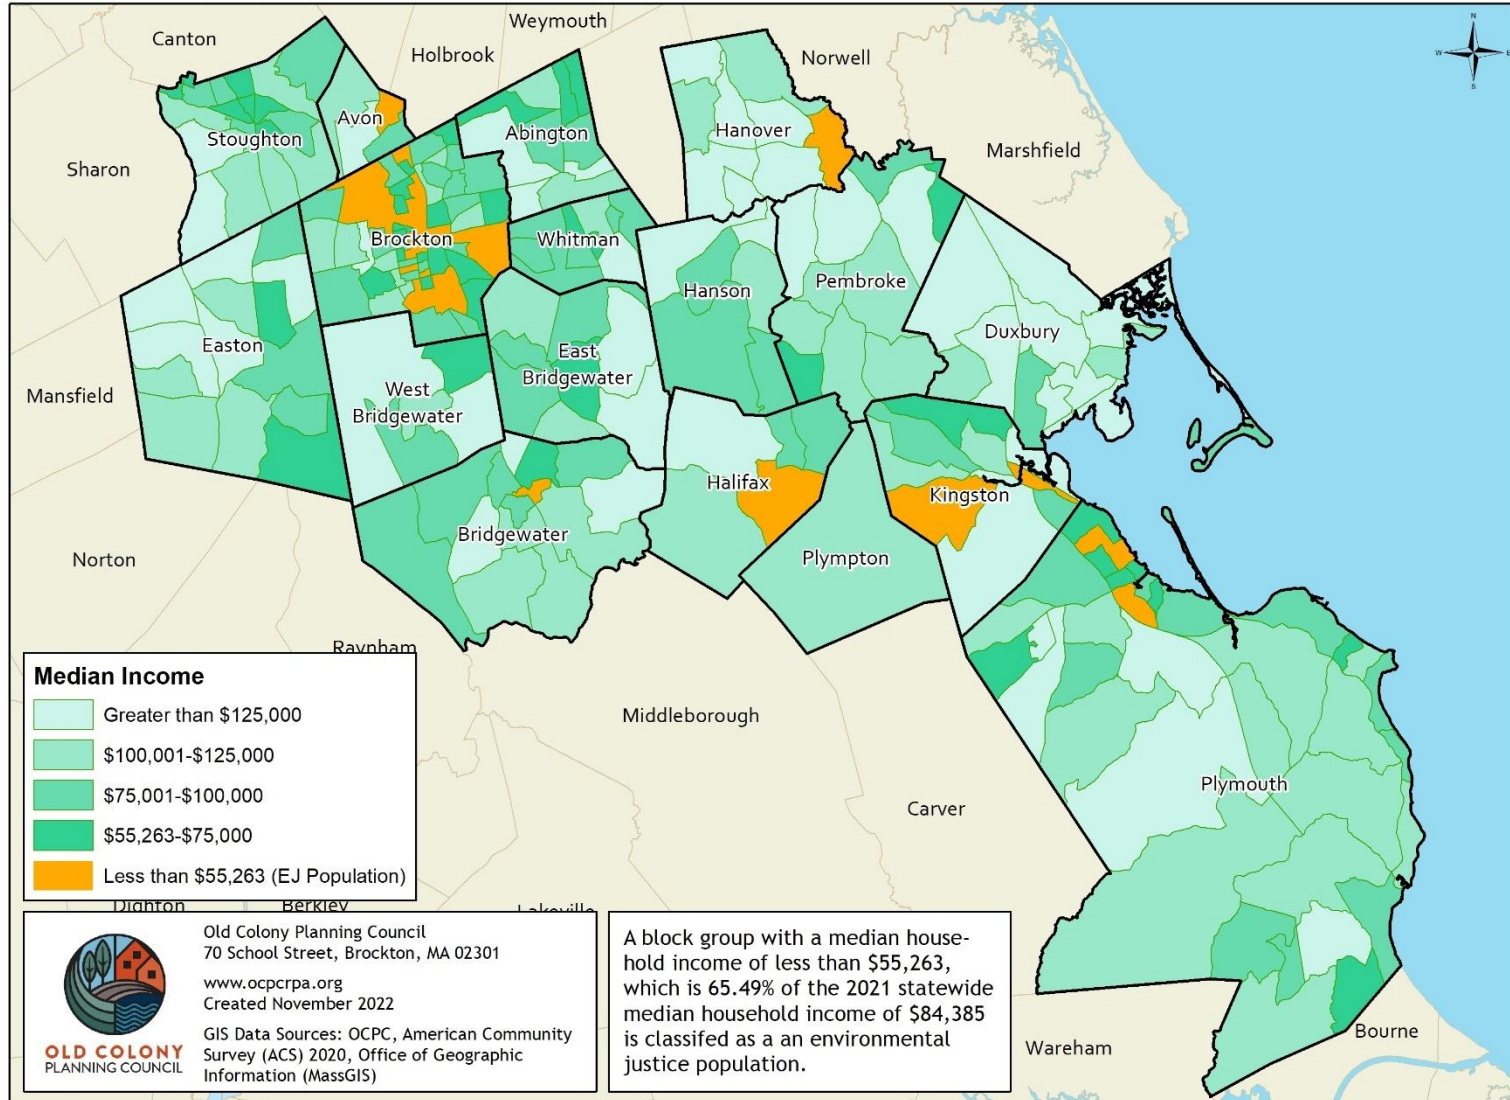 Weymouth
Canton
Holbrook
Norwell
Avon
Hanover
Abington
Stoughton
Marshfield
Sharon
Brockton
Whitman
Pembroke
Hanson
Duxbury
Easton
East
Bridgewater
West
Bridgewater
Mansfield
Halifax
Kingston
Bridgewater
Plympton
Norton
Raynham
Middleborough
Plymouth
Carver
Dighton
Berkley
Lakeville
Bourne
Wareham
N
W
E
S
Median Income
Greater than $125,000
$100,001-$125,000
$75,001-$100,000
$55,263-$75,000
Less than $55,263 (EJ Population)
OLD COLONY
PLANNING COUNCIL
Old Colony Planning Council
70 School Street, Brockton, MA 02301
www.ocpcrpa.org
Created November 2022
GIS Data Sources: OCPC, American Community
Survey (ACS) 2020, Office of Geographic
Information (MassGIS)
A block group with a median house-
hold income of less than $55,263,
which is 65.49% of the 2021 statewide
median household income of $84,385
is classifed as a an environmental
justice population.